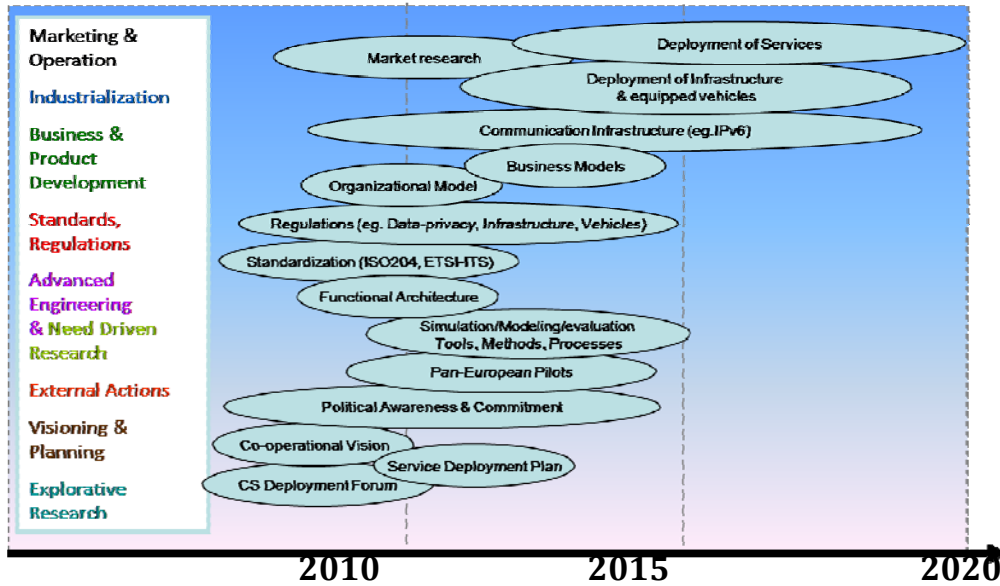 Marketing &
Operation
Industrialization
Business &
Product
Development
Standards,
Regulations
Advanced
Engineering
& Need Driven
Research
External Actions
Visioning &
Planning
Explorative
Research
Deployment of Services
Market research
Deployment of Infrastructure
& equipped vehicles
Communication Infrastructure (eg.IPv6)
Business Models
Organizational Model
Regulations (eg. Data-privacy, Infrastructure, Vehicles)
Standardization (ISO204, ETSI-ITS)
Functional Architecture
Simulation/Modeling/evaluation
Tools, Methods, Processes
Pan-European Pilots
Political Awareness & Commitment
Co-operational Vision
Service Deployment Plan
CS Deployment Forum
2010
2015
2020